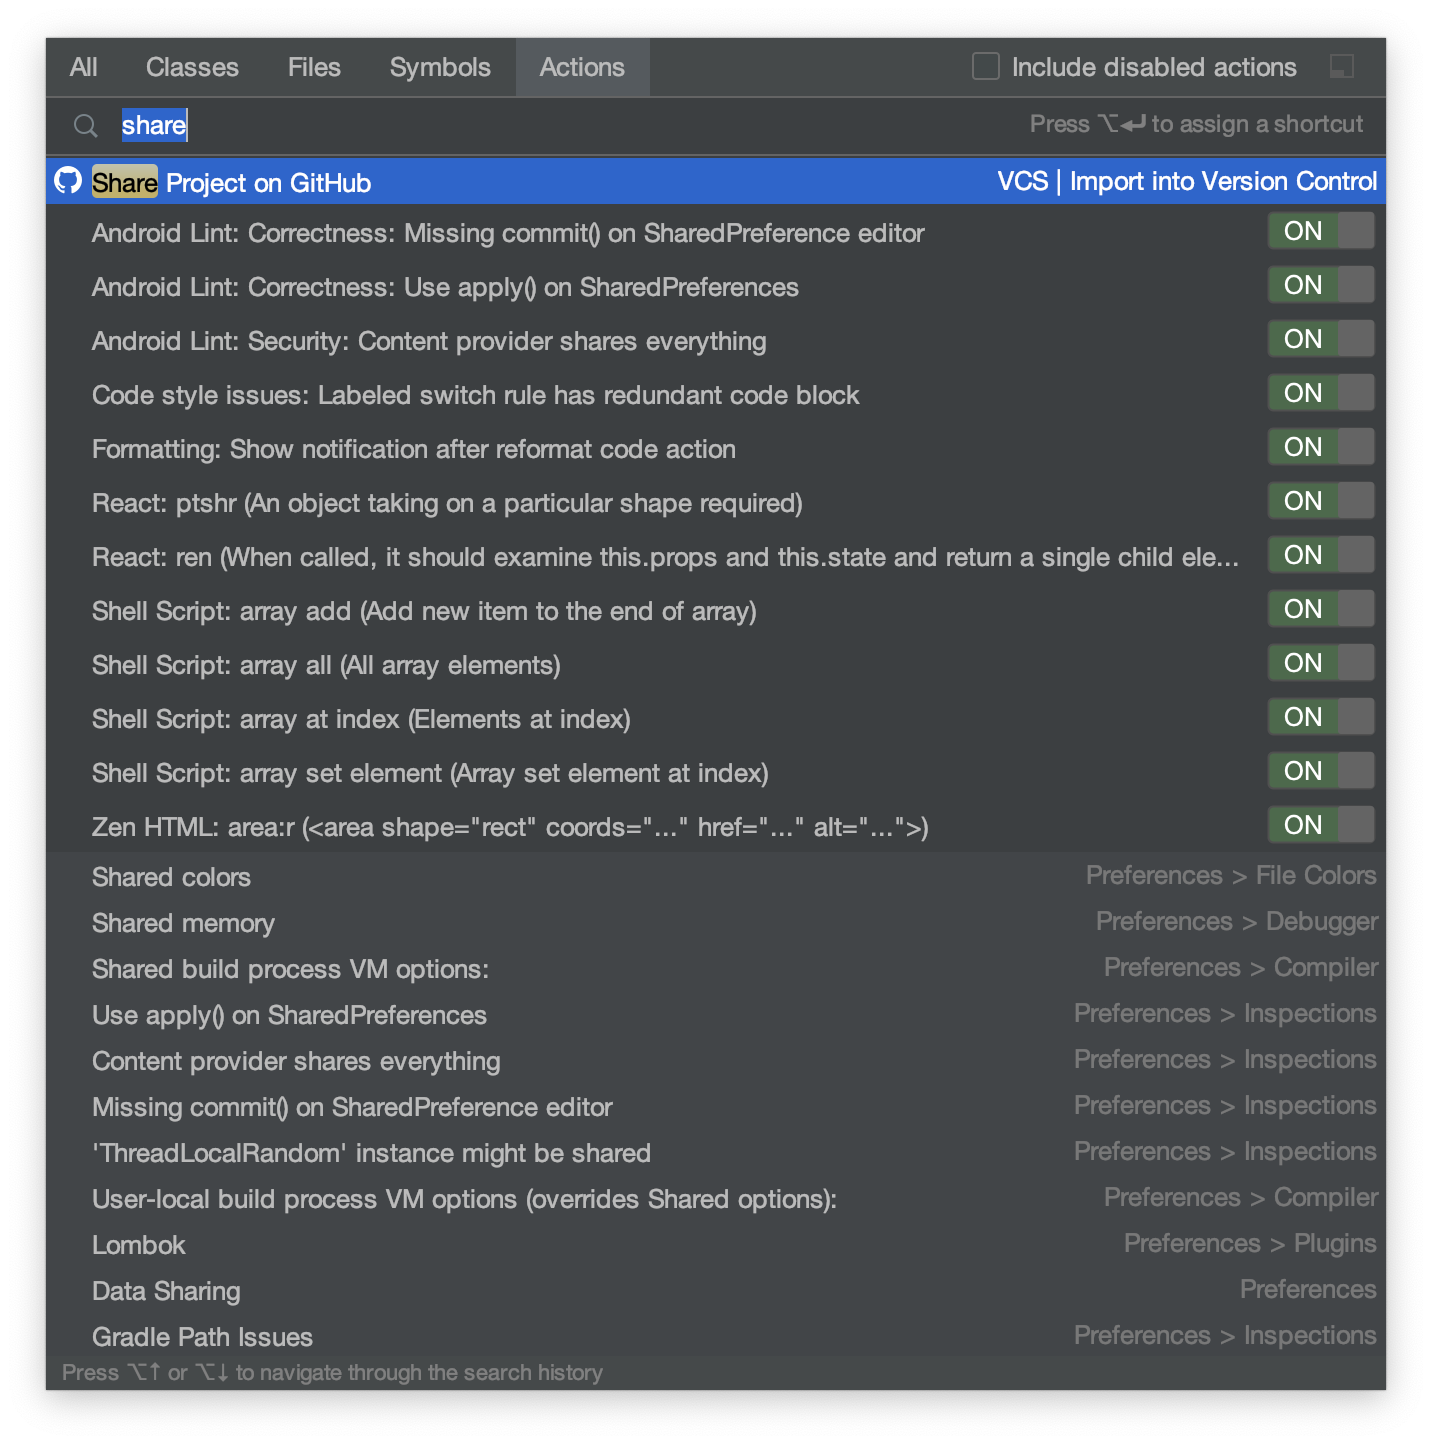 All Classes Files Symbols Actions Include disabled actions
share Press ⌥↩ to assign a shortcut
Share Project on GitHub VCS | Import into Version Control
Android Lint: Correctness: Missing commit() on SharedPreference editor ON
Android Lint: Correctness: Use apply() on SharedPreferences ON
Android Lint: Security: Content provider shares everything ON
Code style issues: Labeled switch rule has redundant code block ON
Formatting: Show notification after reformat code action ON
React: ptshr (An object taking on a particular shape required) ON
React: ren (When called, it should examine this.props and this.state and return a single child ele... ON
Shell Script: array add (Add new item to the end of array) ON
Shell Script: array all (All array elements) ON
Shell Script: array at index (Elements at index) ON
Shell Script: array set element (Array set element at index) ON
Zen HTML: area:r (<area shape="rect" coords="..." href="..." alt="...">) ON
Shared colors Preferences > File Colors
Shared memory Preferences > Debugger
Shared build process VM options: Preferences > Compiler
Use apply() on SharedPreferences Preferences > Inspections
Content provider shares everything Preferences > Inspections
Missing commit() on SharedPreference editor Preferences > Inspections
'ThreadLocalRandom' instance might be shared Preferences > Inspections
User-local build process VM options (overrides Shared options): Preferences > Compiler
Lombok Preferences > Plugins
Data Sharing Preferences
Gradle Path Issues Preferences > Inspections
Press ⌥↑ or ⌥↓ to navigate through the search history